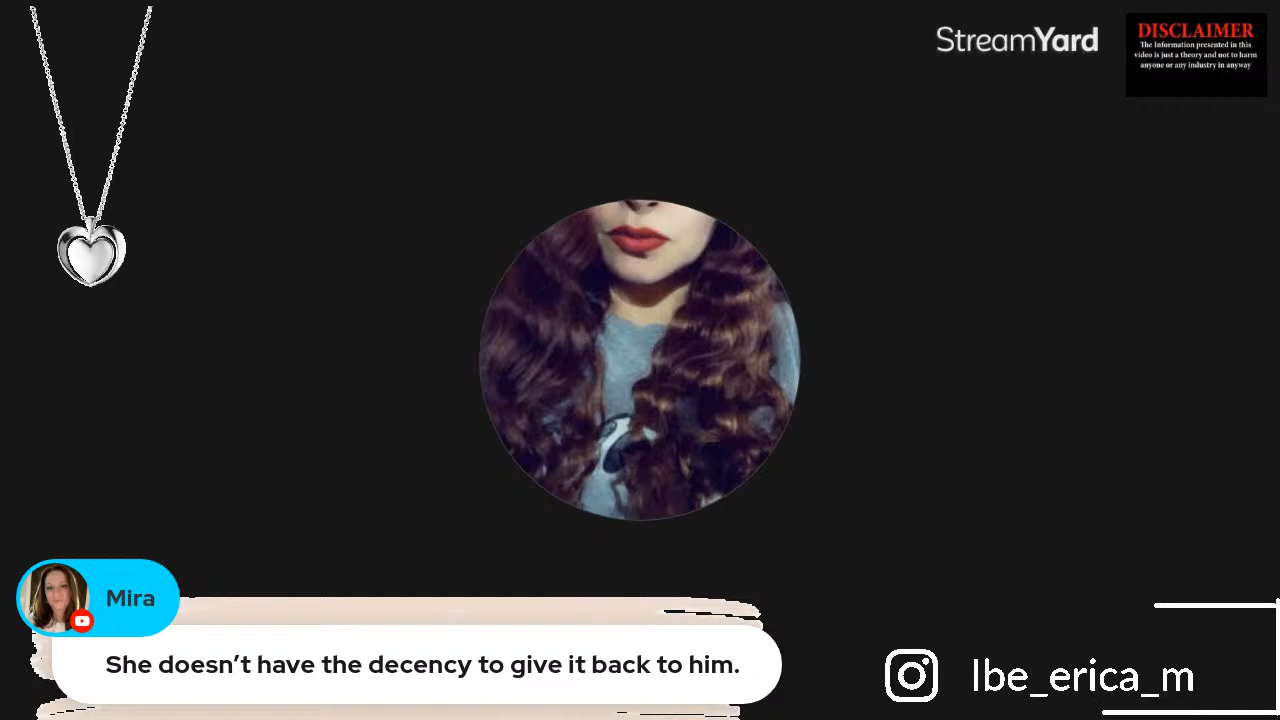 StreamYard
DISCLAIMER
The Information presented in this
video is just a theory and not to harm
anyone or any industry in anyway
Mira
She doesn’t have the decency to give it back to him.
lbe_erica_m